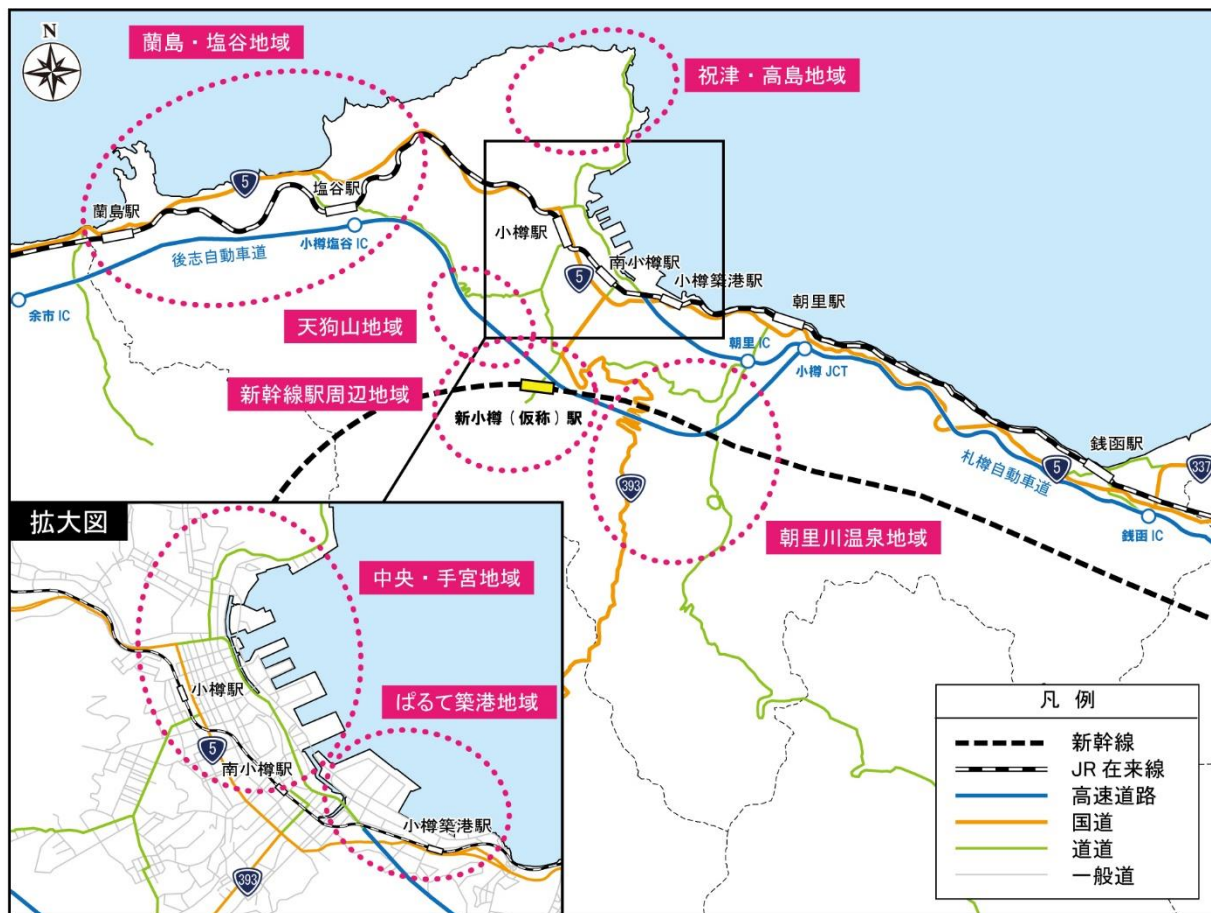 N
蘭島・塩谷地域
祝津・高島地域
5
塩谷駅
蘭島駅
小樽塩谷 IC
後志自動車道
余市 IC
小樽駅
南小樽駅
5
小樽築港駅
朝里駅
天狗山地域
朝里 IC
小樽 JCT
新幹線駅周辺地域
新小樽（仮称）駅
銭函駅
5
337
札樽自動車道
393
銭函 IC
朝里川温泉地域
拡大図
中央・手宮地域
小樽駅
ぱるて築港地域
5
南小樽駅
小樽築港駅
393
凡 例
新幹線
JR 在来線
高速道路
国道
道道
一般道